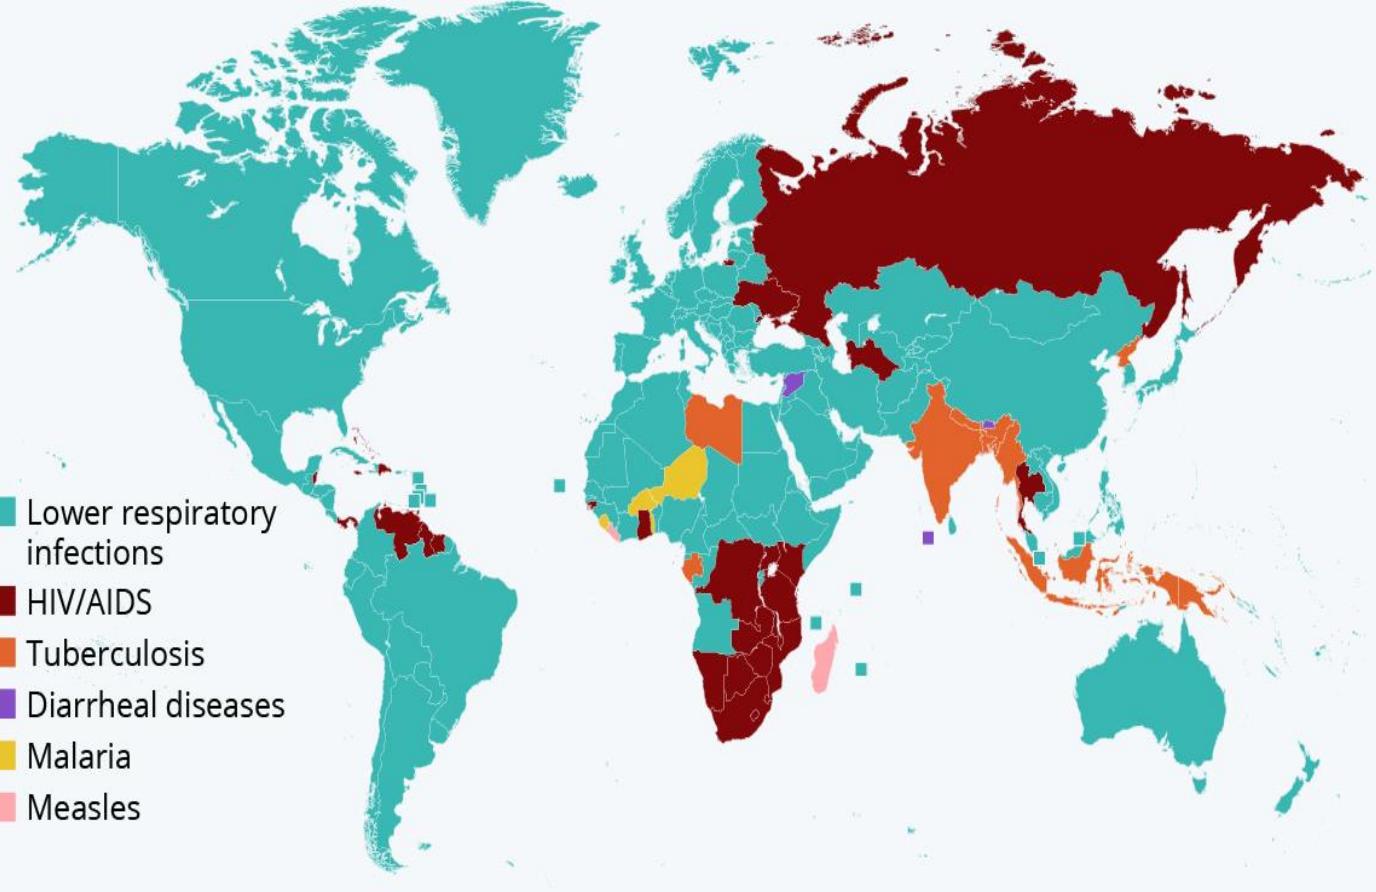 Lower respiratory
infections
HIV/AIDS
Tuberculosis
Diarrheal diseases
Malaria
Measles